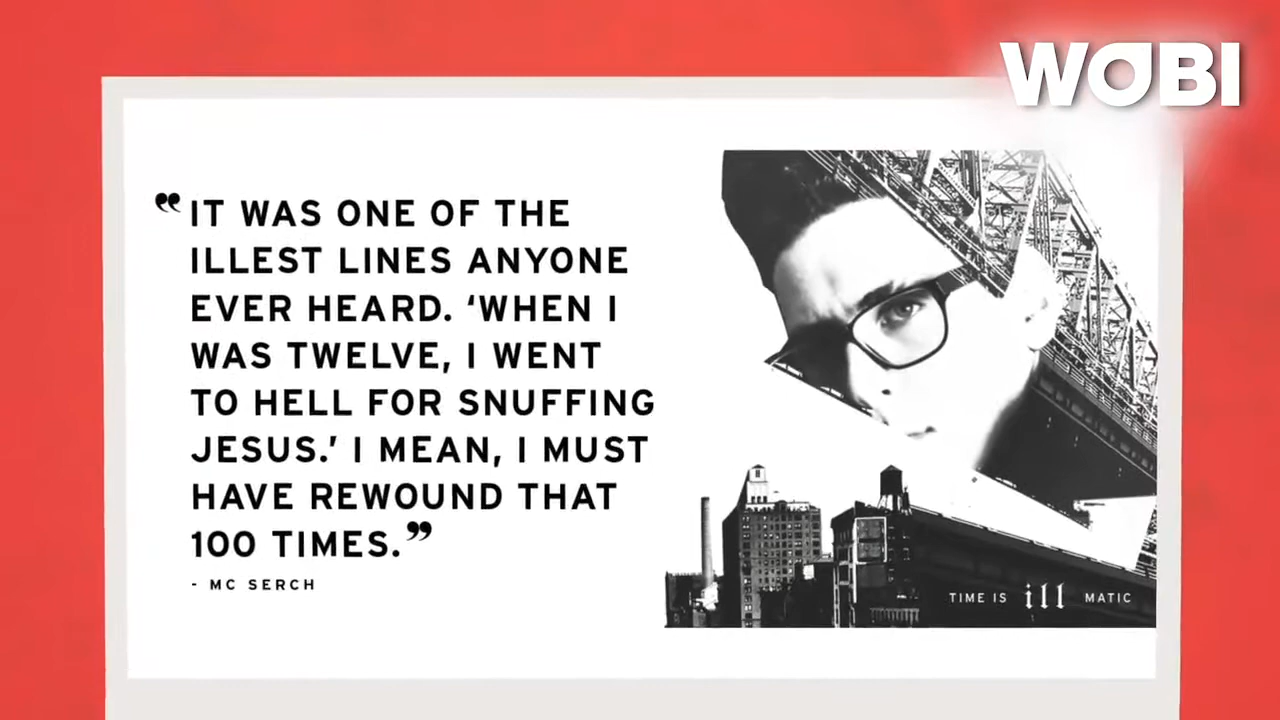 WOBI
❞IT WAS ONE OF THE
ILLEST LINES ANYONE
EVER HEARD. ‘WHEN I
WAS TWELVE, I WENT
TO HELL FOR SNUFFING
JESUS.’ I MEAN, I MUST
HAVE REWOUND THAT
100 TIMES.❞
- MC SERCH
TIME IS ill MATIC